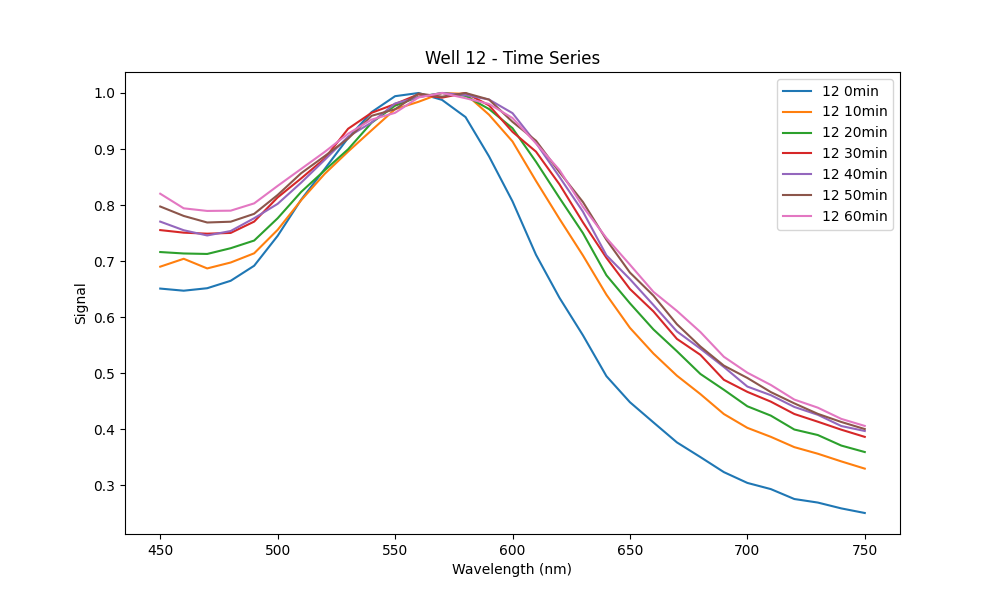 Well 12 - Time Series
1.0
0.9
0.8
0.7
0.6
0.5
0.4
0.3
Signal
450
500
550
600
650
700
750
Wavelength (nm)
12 0min
12 10min
12 20min
12 30min
12 40min
12 50min
12 60min